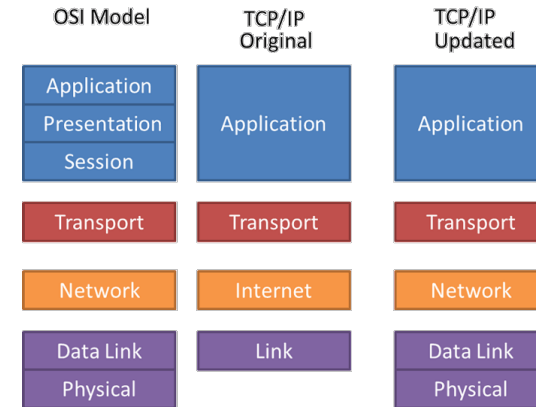 OSI Model
TCP/IP
Original
TCP/IP
Updated
Application
Presentation
Session
Application
Application
Transport
Transport
Transport
Network
Internet
Network
Data Link
Link
Data Link
Physical
Physical